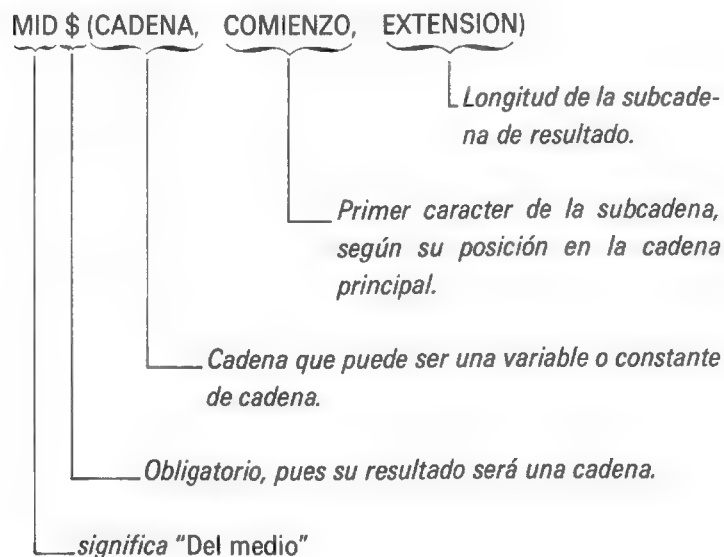 MID $ (CADENA, COMIENZO, EXTENSION)
Longitud de la subcade-
na de resultado.
Primer caracter de la subcadena,
según su posición en la cadena
principal.
Cadena que puede ser una variable o constante
de cadena.
Obligatorio, pues su resultado será una cadena.
significa "Del medio"